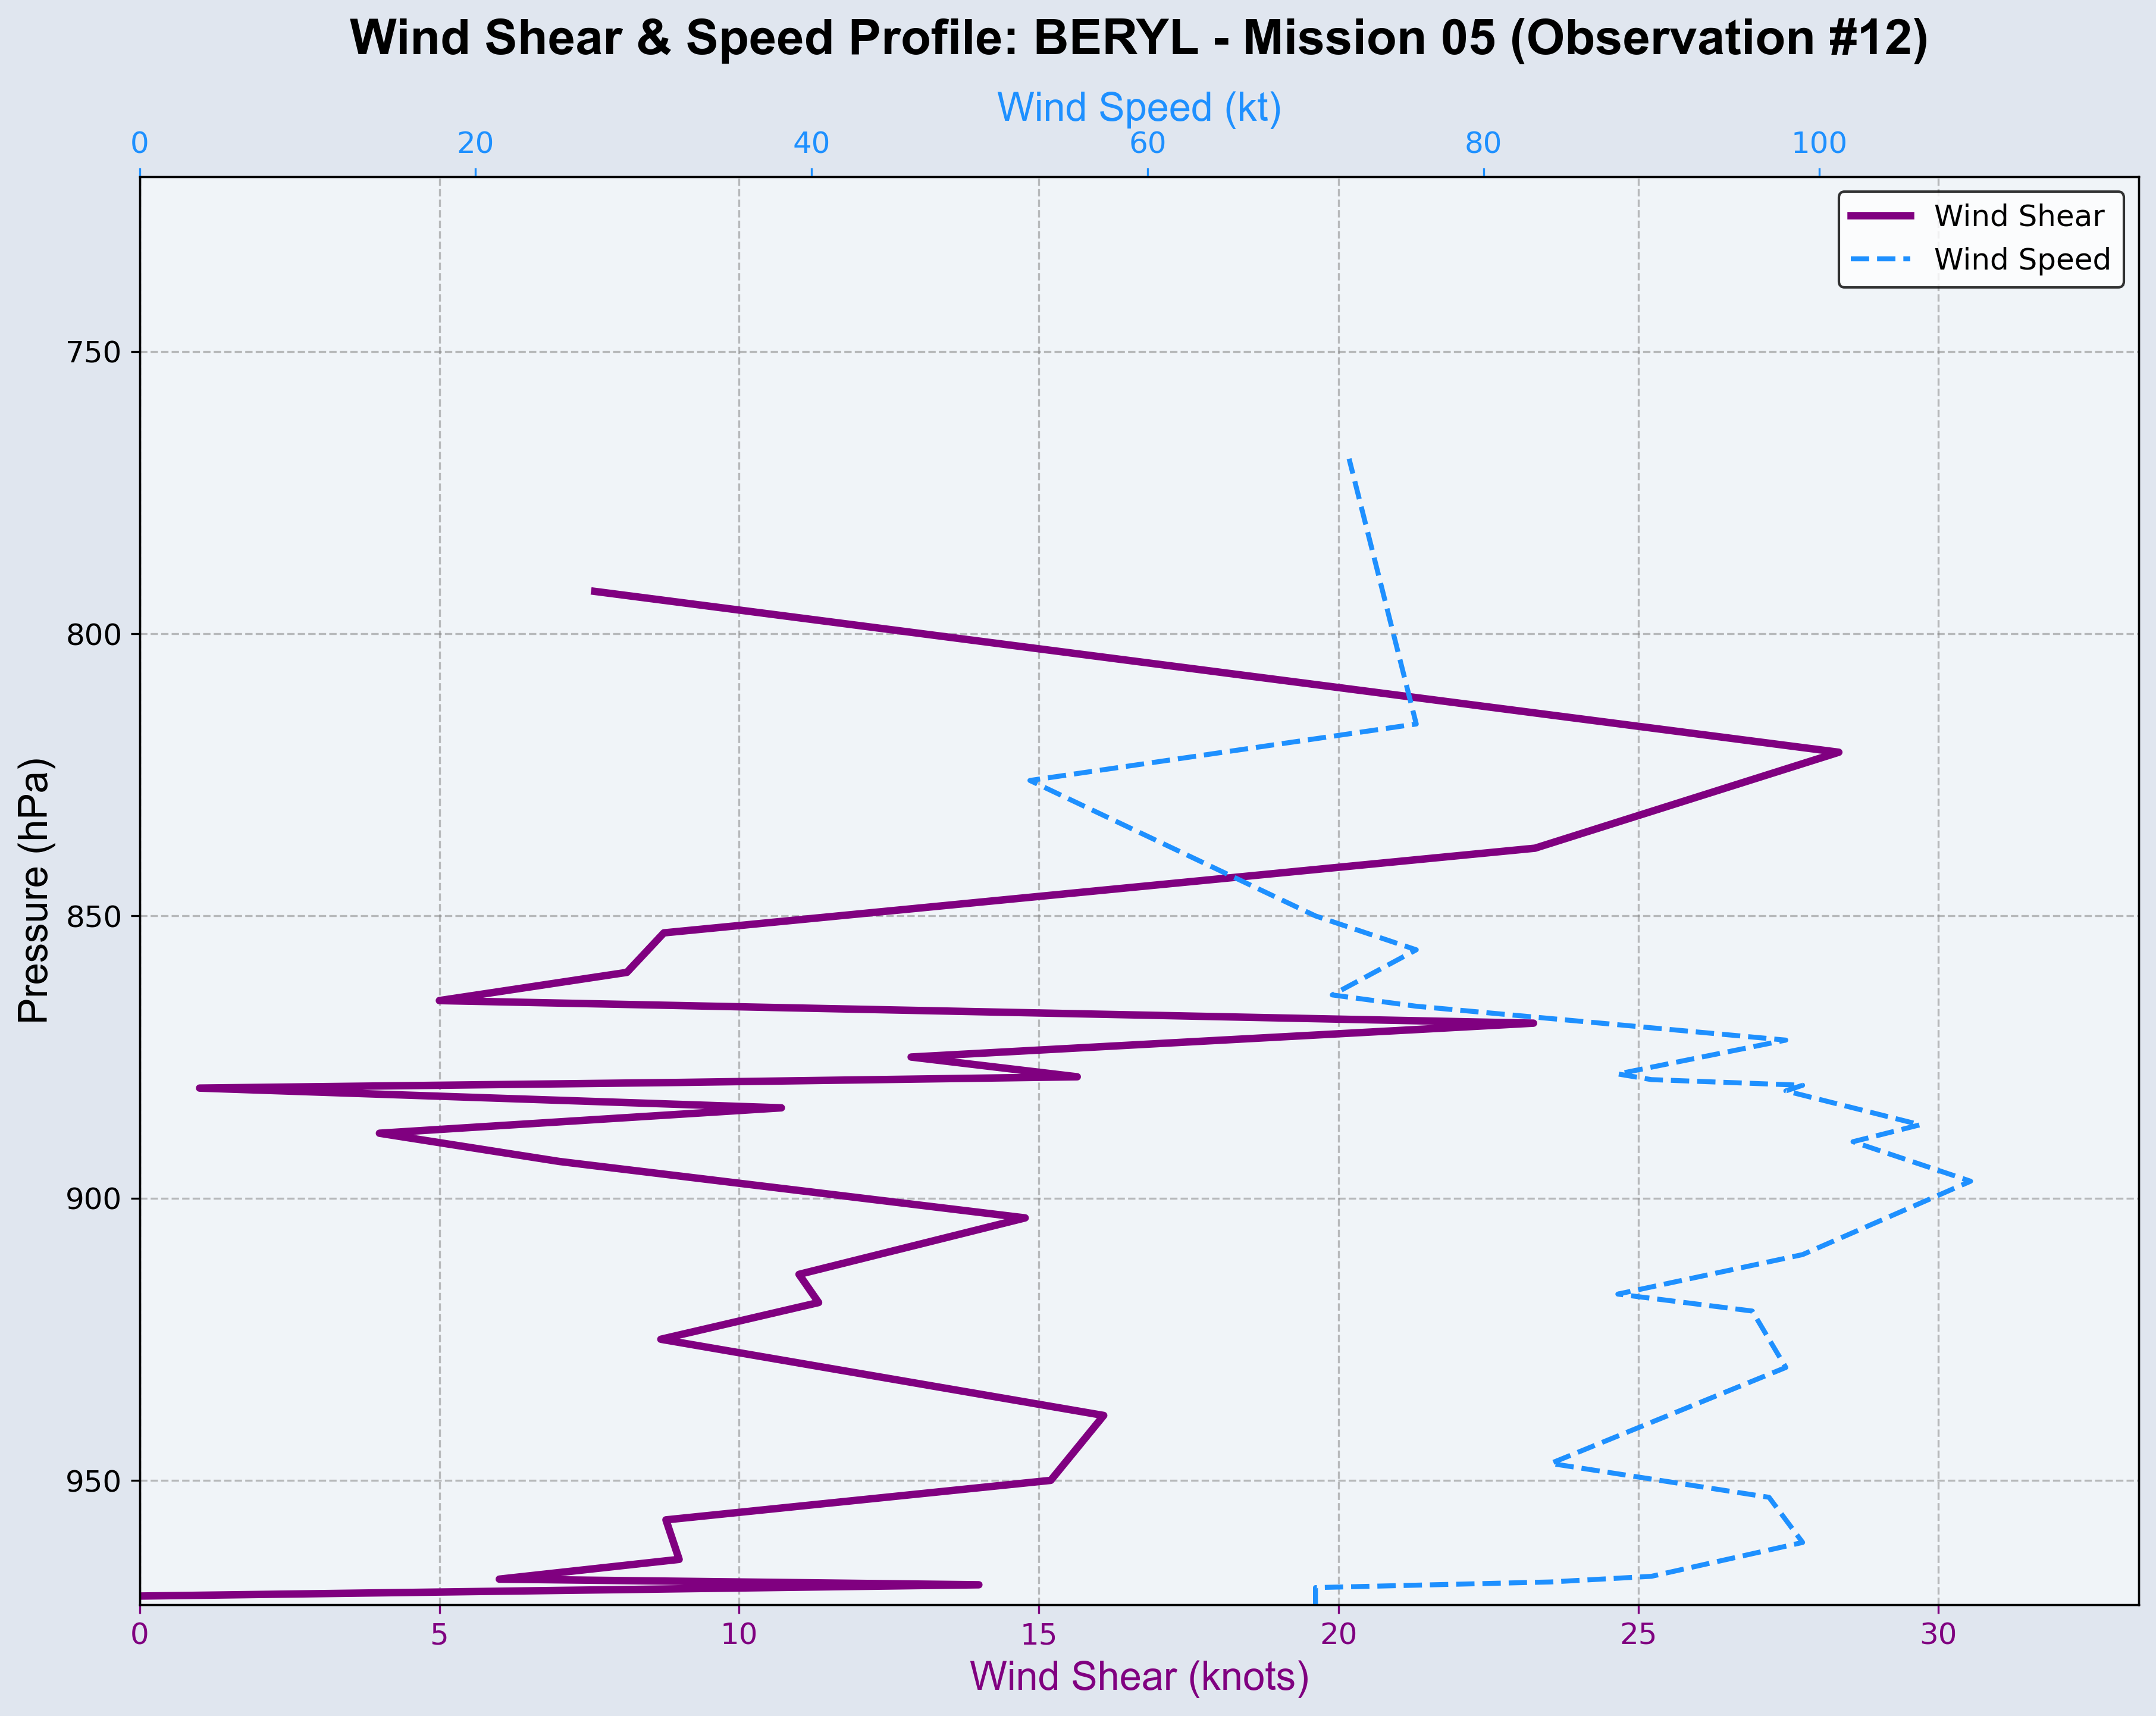 Wind Shear & Speed Profile: BERYL - Mission 05 (Observation #12)
Wind Speed (kt)
0 20 40 60 80 100
Wind Shear
Wind Speed
750
800
850
900
950
Pressure (hPa)
0 5 10 15 20 25 30
Wind Shear (knots)